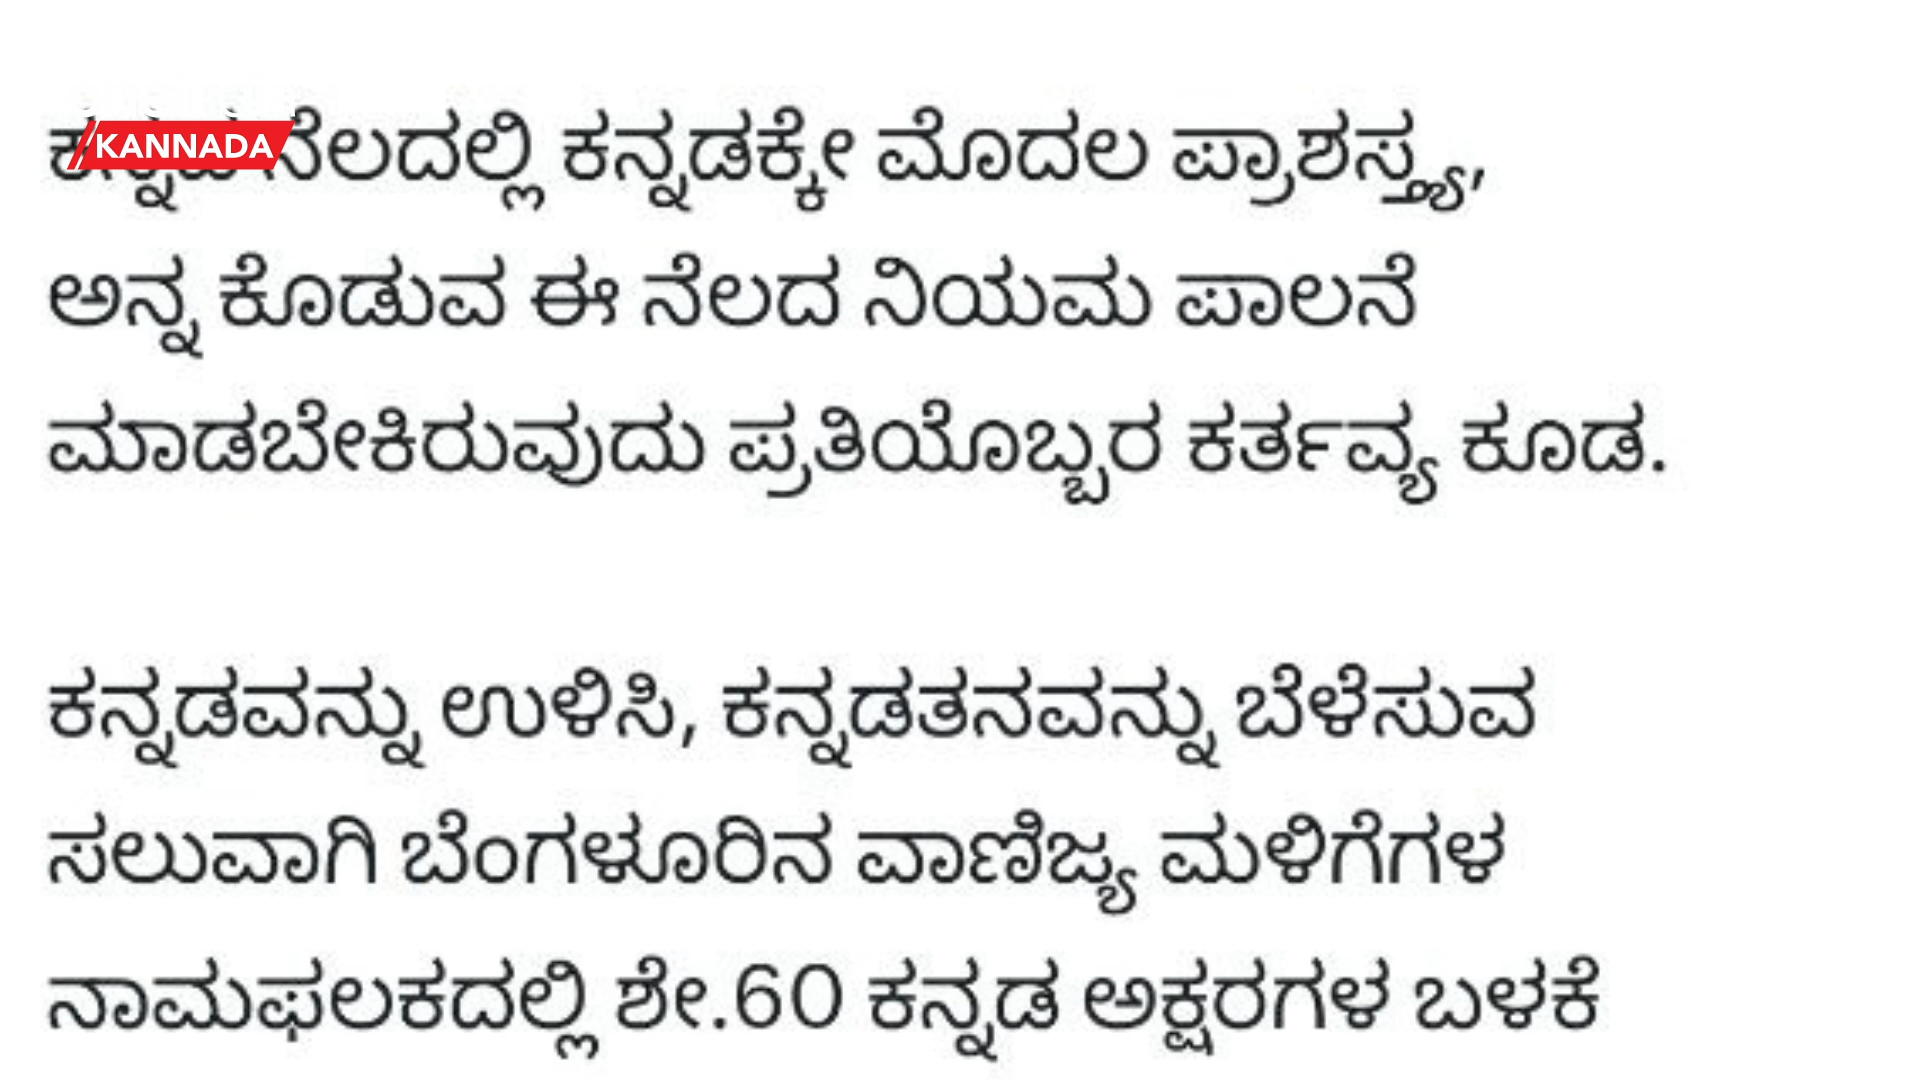 KANNADA
ನೆಲದಲ್ಲಿ ಕನ್ನಡಕ್ಕೇ ಮೊದಲ ಪ್ರಾಶಸ್ತ್ಯ,
ಅನ್ನ ಕೊಡುವ ಈ ನೆಲದ ನಿಯಮ ಪಾಲನೆ
ಮಾಡಬೇಕಿರುವುದು ಪ್ರತಿಯೊಬ್ಬರ ಕರ್ತವ್ಯ ಕೂಡ.
ಕನ್ನಡವನ್ನು ಉಳಿಸಿ, ಕನ್ನಡತನವನ್ನು ಬೆಳೆಸುವ
ಸಲುವಾಗಿ ಬೆಂಗಳೂರಿನ ವಾಣಿಜ್ಯ ಮಳಿಗೆಗಳ
ನಾಮಫಲಕದಲ್ಲಿ ಶೇ.60 ಕನ್ನಡ ಅಕ್ಷರಗಳ ಬಳಕೆ